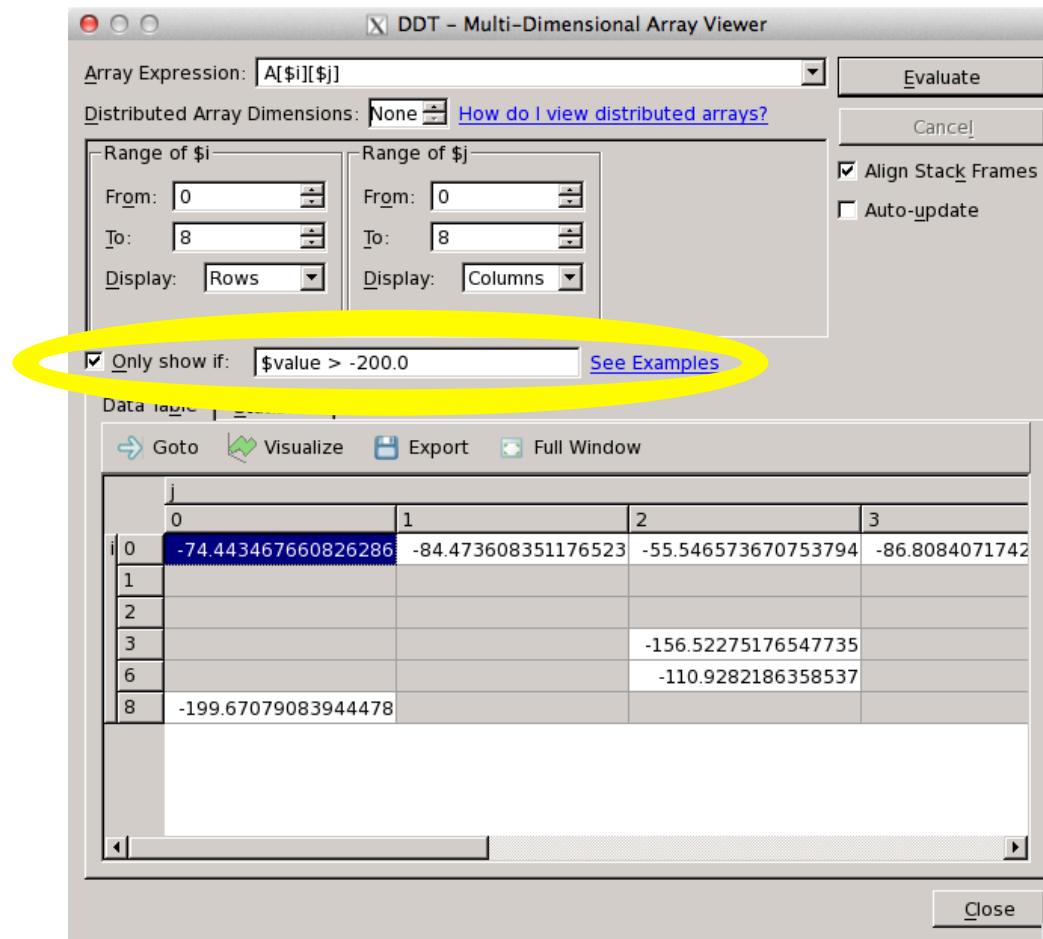 DDT - Multi-Dimensional Array Viewer
Array Expression: A[$i][$j] Evaluate
Distributed Array Dimensions: None How do I view distributed arrays? Cancel
Range of $i Range of $j
Align Stack Frames
From: 0 From: 0
Auto-update
To: 8 To: 8
Display: Rows Display: Columns
Only show if: $value > -200.0 See Examples
Data Table
Goto Visualize Export Full Window
j
0 1 2 3
i 0 -74.443467660826286 -84.473608351176523 -55.546573670753794 -86.8084071742
1
2
3 -156.52275176547735
6 -110.9282186358537
8 -199.67079083944478
Close